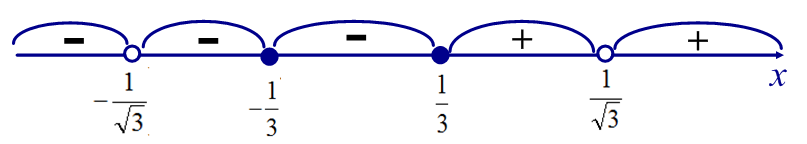 − − − + +
−1/√3 −1/3 1/3 1/√3 x